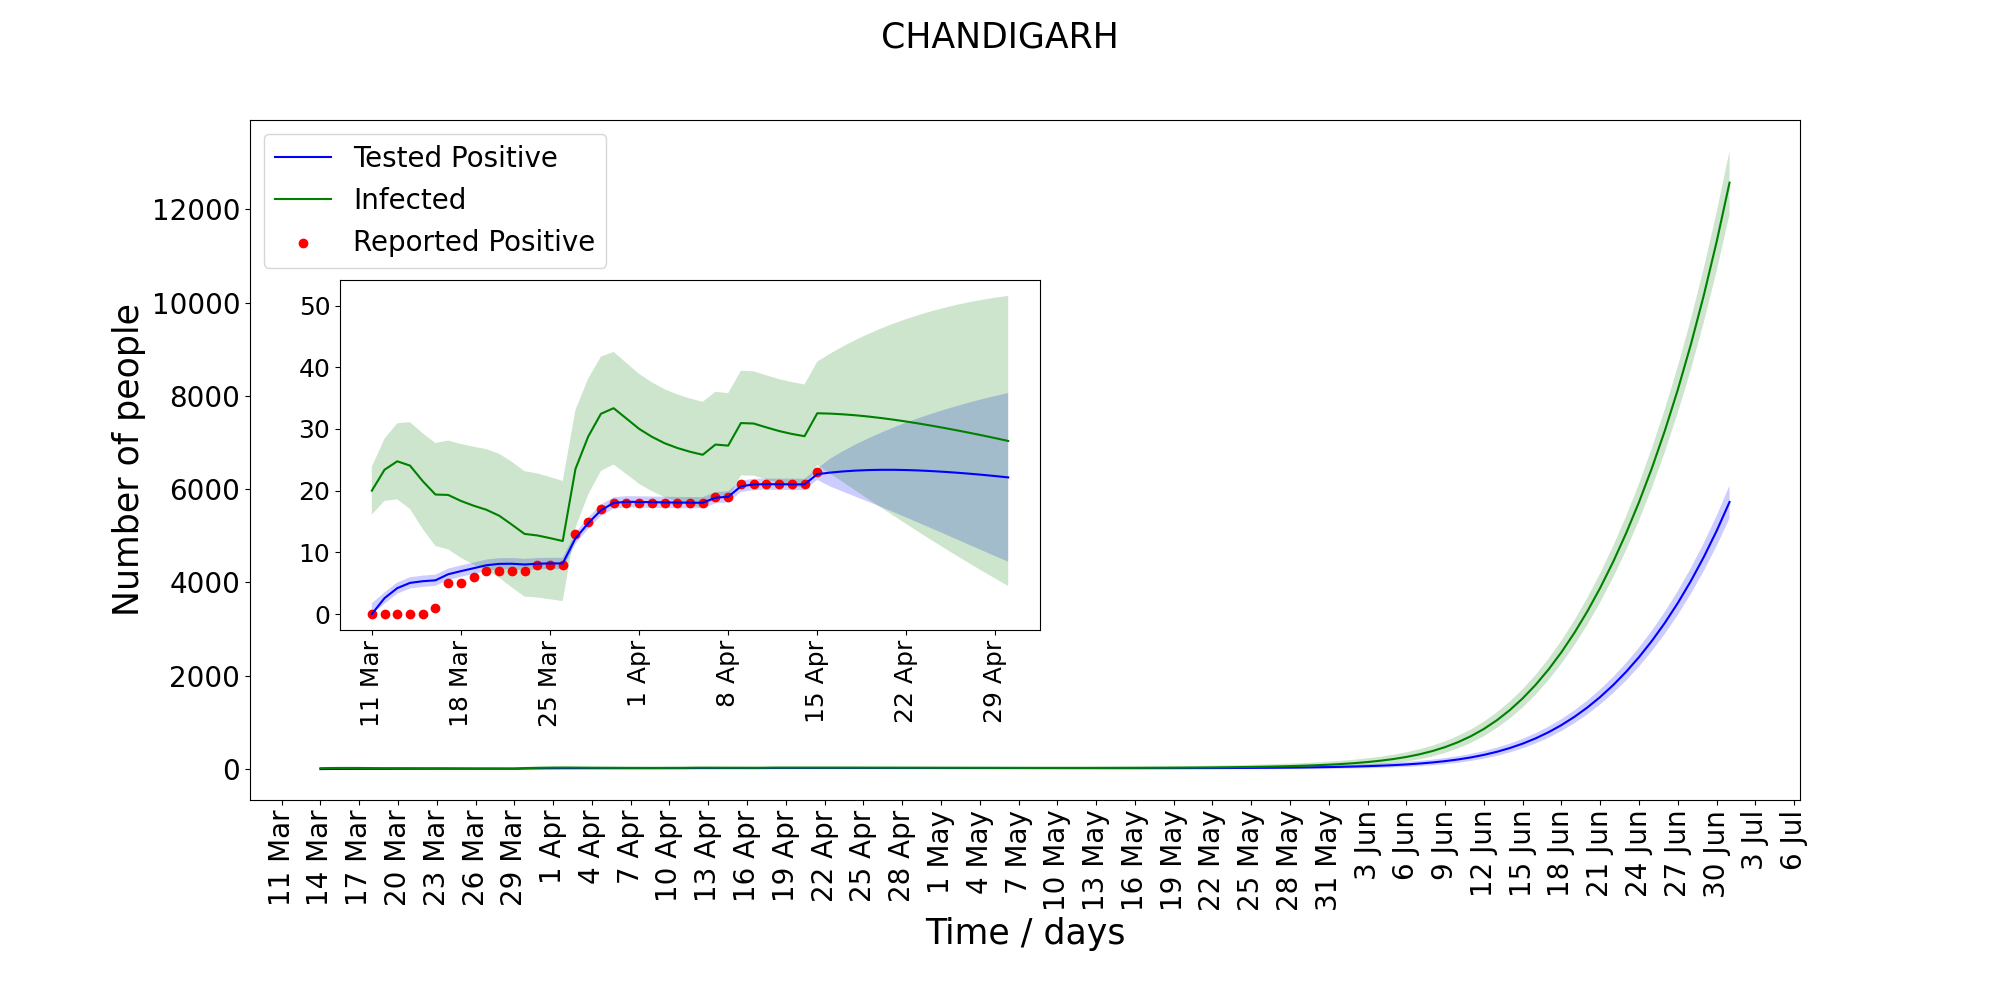 CHANDIGARH
Tested Positive
Infected
Reported Positive
Number of people
12000
10000
8000
6000
4000
2000
0
50
40
30
20
10
0
11 Mar
18 Mar
25 Mar
1 Apr
8 Apr
15 Apr
22 Apr
29 Apr
11 Mar
14 Mar
17 Mar
20 Mar
23 Mar
26 Mar
29 Mar
1 Apr
4 Apr
7 Apr
10 Apr
13 Apr
16 Apr
19 Apr
22 Apr
25 Apr
28 Apr
1 May
4 May
7 May
10 May
13 May
16 May
19 May
22 May
25 May
28 May
31 May
3 Jun
6 Jun
9 Jun
12 Jun
15 Jun
18 Jun
21 Jun
24 Jun
27 Jun
30 Jun
3 Jul
6 Jul
Time / days